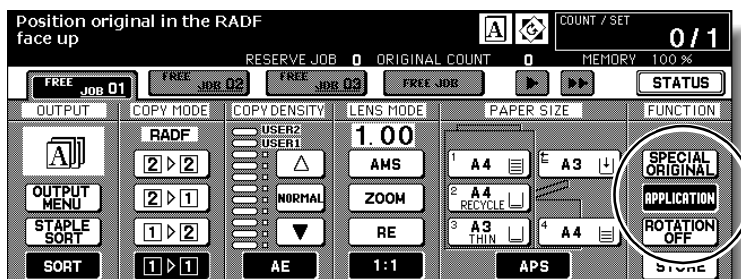 Position original in the RADF
face up
COUNT / SET
0 / 1
RESERVE JOB 0 ORIGINAL COUNT 0 MEMORY 100 %
FREE JOB 01 FREE JOB 02 FREE JOB 03 FREE JOB STATUS
OUTPUT COPY MODE COPY DENSITY LENS MODE PAPER SIZE FUNCTION
RADF USER2
USER1
1.00
A
2 ▷ 2
△
AMS
1 A4
A3
SPECIAL
ORIGINAL
OUTPUT
MENU
2 ▷ 1
NORMAL
ZOOM
2 A4
RECYCLE
APPLICATION
STAPLE
SORT
1 ▷ 2
▼
RE
3 A3
THIN
4 A4
ROTATION
OFF
SORT 1 ▷ 1 AE 1:1 APS STORE